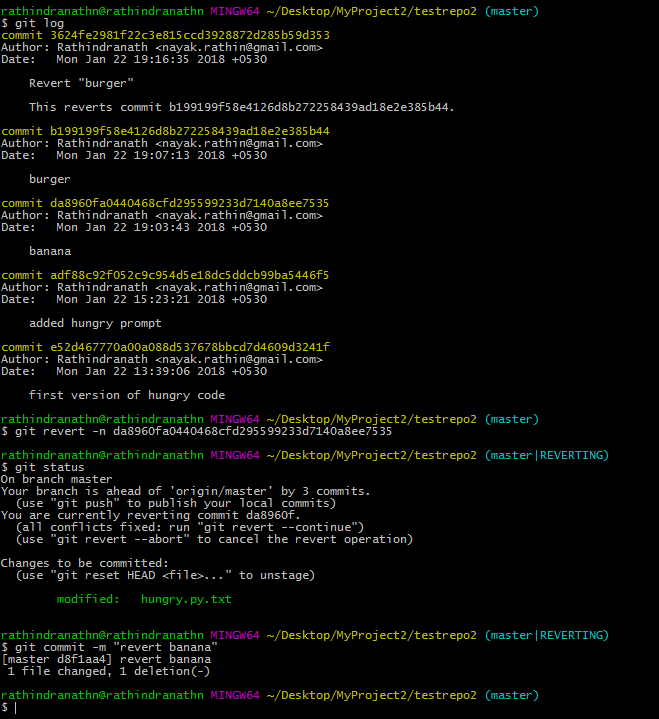 rathindranathn@rathindranathn MINGW64 ~/Desktop/MyProject2/testrepo2 (master)
$ git log
commit 3624fe2981f22c3e815ccd3928872d285b59d353
Author: Rathindranath <nayak.rathin@gmail.com>
Date:   Mon Jan 22 19:16:35 2018 +0530
    Revert "burger"
    This reverts commit b199199f58e4126d8b272258439ad18e2e385b44.
commit b199199f58e4126d8b272258439ad18e2e385b44
Author: Rathindranath <nayak.rathin@gmail.com>
Date:   Mon Jan 22 19:07:13 2018 +0530
    burger
commit da8960fa0440468cfd295599233d7140a8ee7535
Author: Rathindranath <nayak.rathin@gmail.com>
Date:   Mon Jan 22 19:03:43 2018 +0530
    banana
commit adf88c92f052c9c954d5e18dc5ddcb99ba5446f5
Author: Rathindranath <nayak.rathin@gmail.com>
Date:   Mon Jan 22 15:23:21 2018 +0530
    added hungry prompt
commit e52d467770a00a088d537678bbcd7d4609d3241f
Author: Rathindranath <nayak.rathin@gmail.com>
Date:   Mon Jan 22 13:39:06 2018 +0530
    first version of hungry code
rathindranathn@rathindranathn MINGW64 ~/Desktop/MyProject2/testrepo2 (master)
$ git revert -n da8960fa0440468cfd295599233d7140a8ee7535
rathindranathn@rathindranathn MINGW64 ~/Desktop/MyProject2/testrepo2 (master|REVERTING)
$ git status
On branch master
Your branch is ahead of 'origin/master' by 3 commits.
  (use "git push" to publish your local commits)
You are currently reverting commit da8960f.
  (all conflicts fixed: run "git revert --continue")
  (use "git revert --abort" to cancel the revert operation)
Changes to be committed:
  (use "git reset HEAD <file>..." to unstage)
        modified:   hungry.py.txt
rathindranathn@rathindranathn MINGW64 ~/Desktop/MyProject2/testrepo2 (master|REVERTING)
$ git commit -m "revert banana"
[master d8f1aa4] revert banana
 1 file changed, 1 deletion(-)
rathindranathn@rathindranathn MINGW64 ~/Desktop/MyProject2/testrepo2 (master)
$